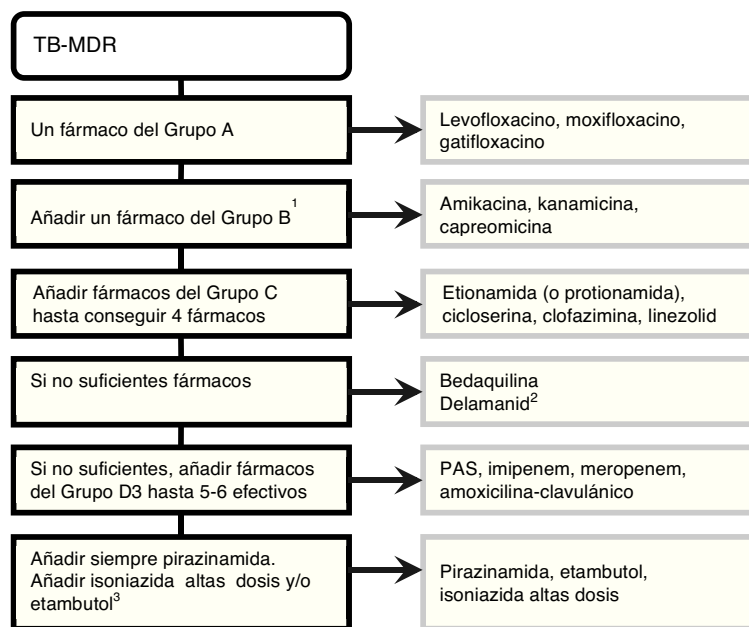 TB-MDR
Un fármaco del Grupo A
Levofloxacino, moxifloxacino,
gatifloxacino
Añadir un fármaco del Grupo B¹
Amikacina, kanamicina,
capreomicina
Añadir fármacos del Grupo C
hasta conseguir 4 fármacos
Etionamida (o protionamida),
cicloserina, clofazimina, linezolid
Si no suficientes fármacos
Bedaquilina
Delamanid²
Si no suficientes, añadir fármacos
del Grupo D3 hasta 5-6 efectivos
PAS, imipenem, meropenem,
amoxicilina-clavulánico
Añadir siempre pirazinamida.
Añadir isoniazida altas dosis y/o
etambutol³
Pirazinamida, etambutol,
isoniazida altas dosis